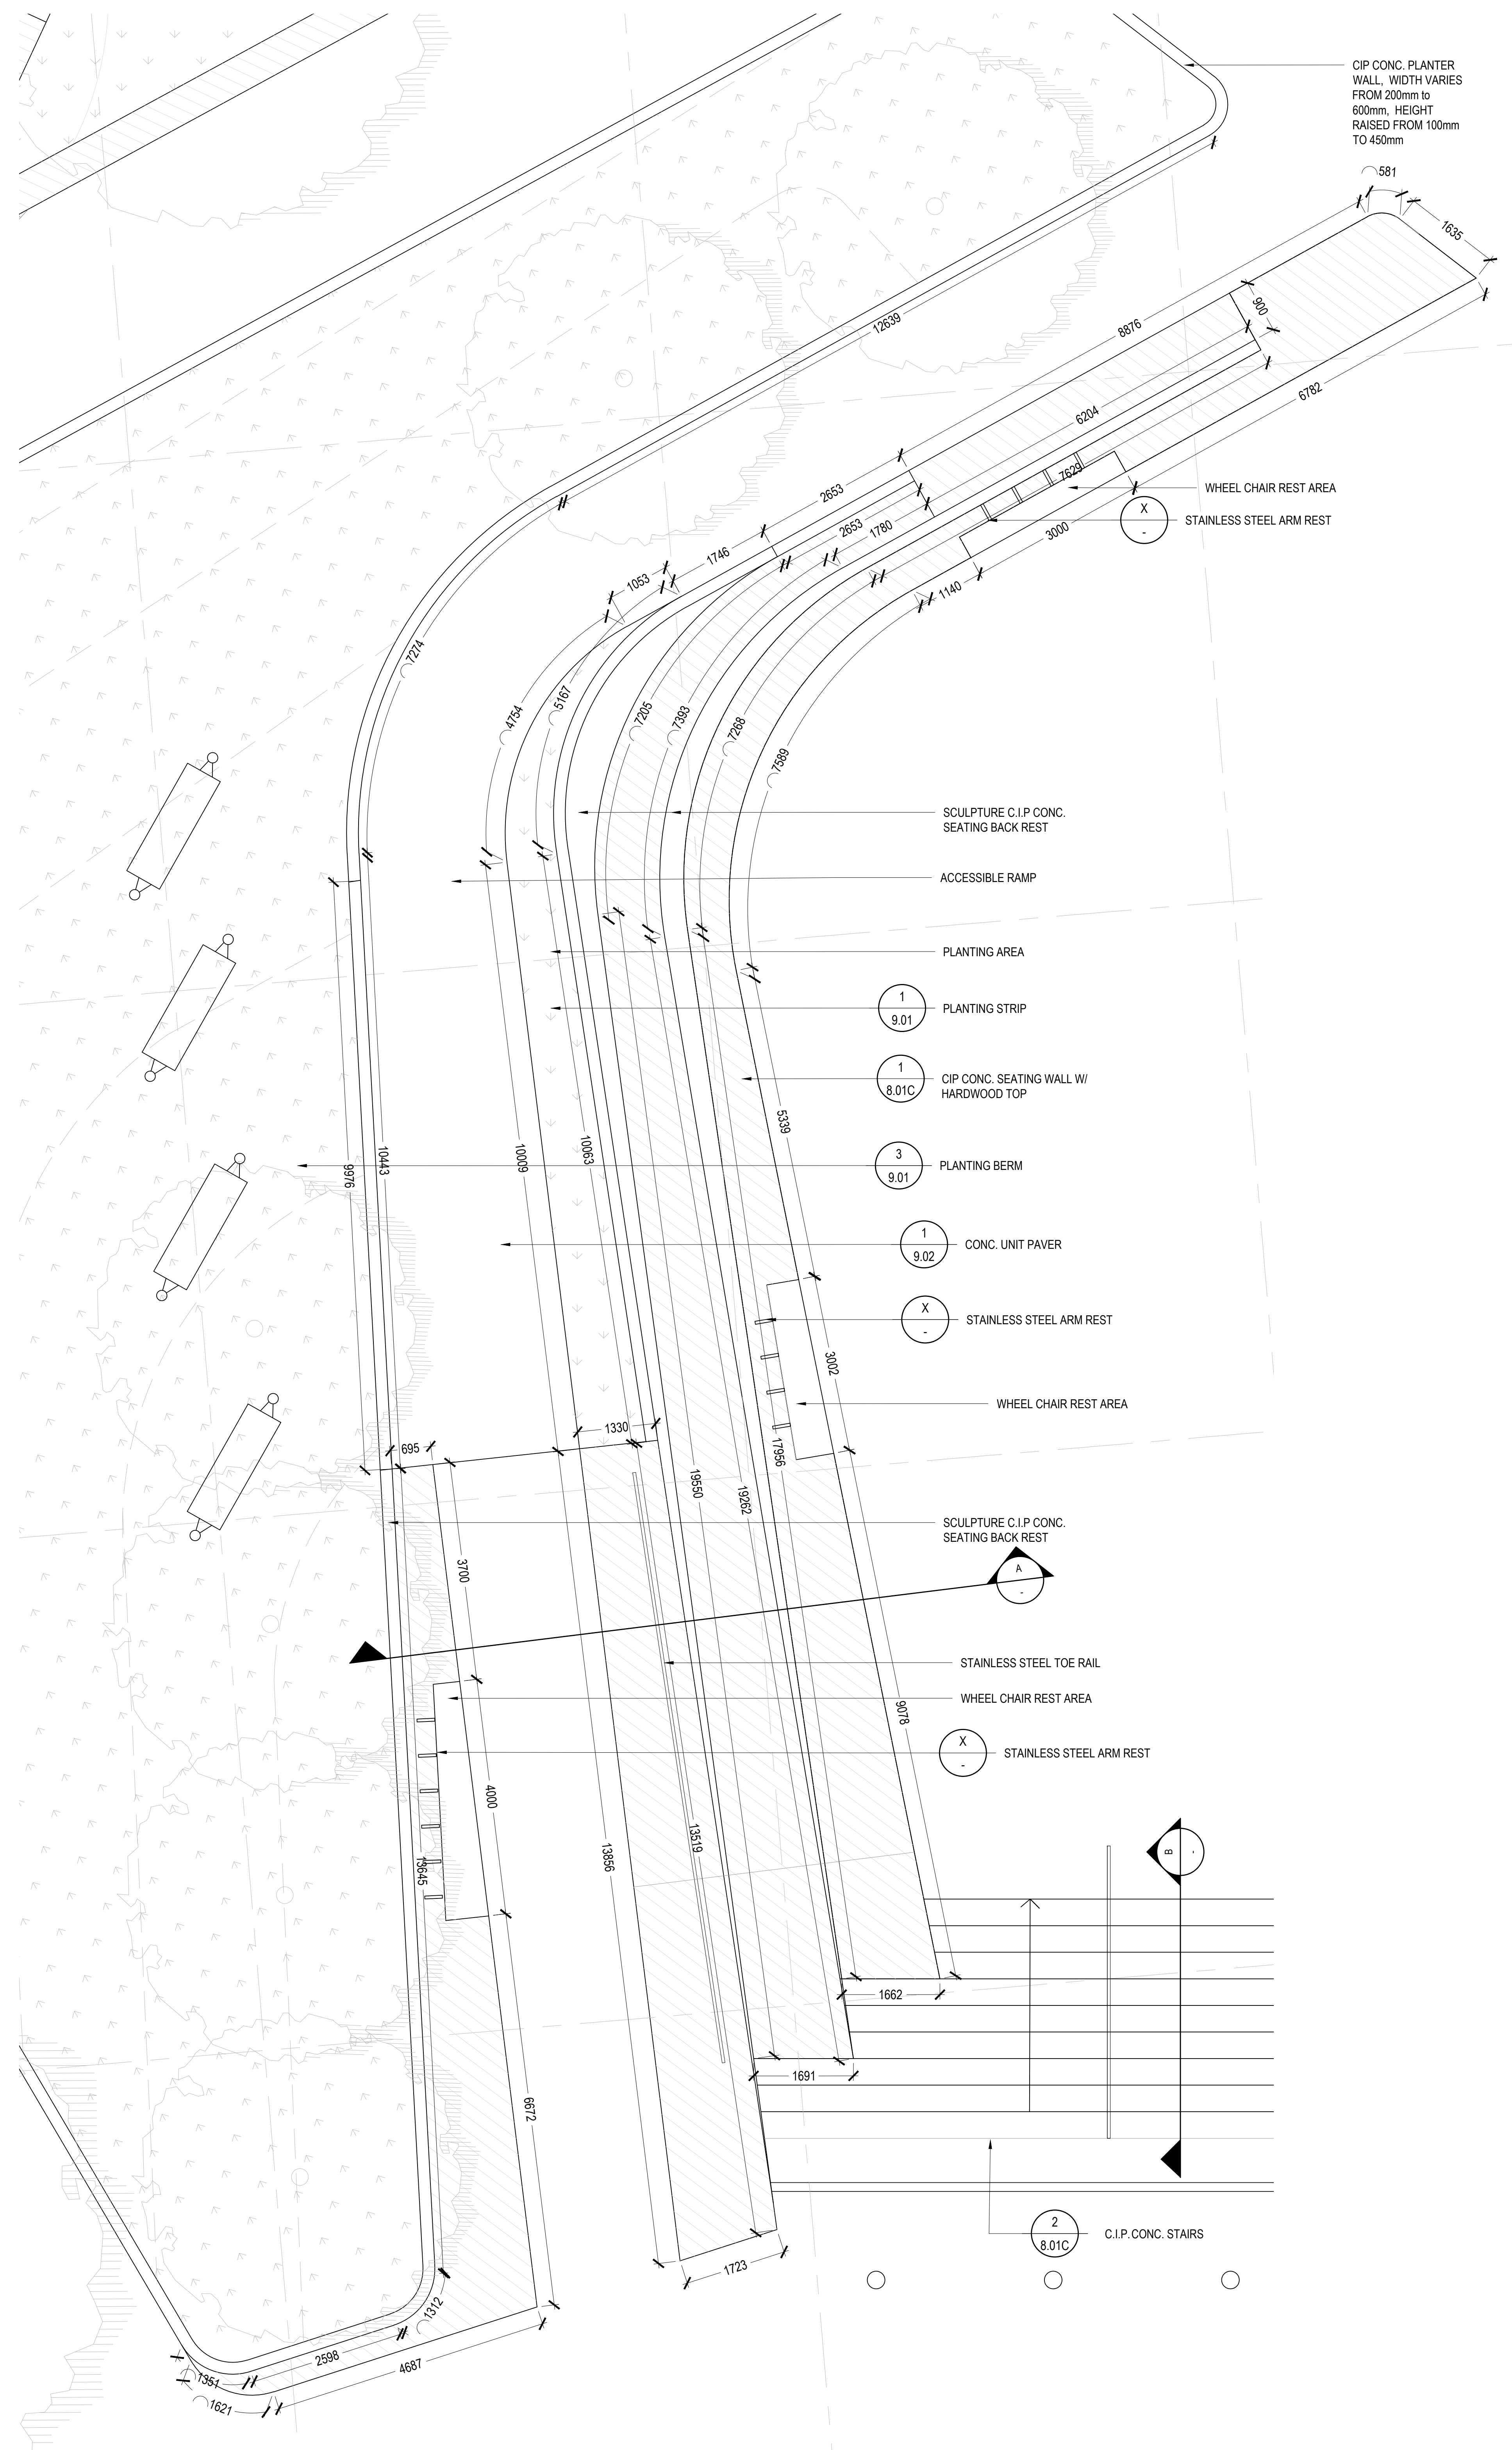 CIP CONC. PLANTER
WALL, WIDTH VARIES
FROM 200mm to
600mm, HEIGHT
RAISED FROM 100mm
TO 450mm
581
1635
12639
8876
900
6204
6782
7629
WHEEL CHAIR REST AREA
2653
2653
1780
X
-
STAINLESS STEEL ARM REST
3000
1746
1053
1140
7274
4754
5167
7205
7393
7268
7589
SCULPTURE C.I.P CONC.
SEATING BACK REST
ACCESSIBLE RAMP
PLANTING AREA
1
9.01
PLANTING STRIP
1
8.01C
CIP CONC. SEATING WALL W/
HARDWOOD TOP
5339
10009
10063
10443
9976
3
9.01
PLANTING BERM
1
9.02
CONC. UNIT PAVER
X
-
STAINLESS STEEL ARM REST
3002
WHEEL CHAIR REST AREA
1330
695
17956
19550
19262
SCULPTURE C.I.P CONC.
SEATING BACK REST
3700
A
-
STAINLESS STEEL TOE RAIL
WHEEL CHAIR REST AREA
9078
X
-
STAINLESS STEEL ARM REST
4000
13856
13519
13645
B
-
1662
1691
6672
2
8.01C
C.I.P. CONC. STAIRS
1723
1312
2598
4687
1351
1621